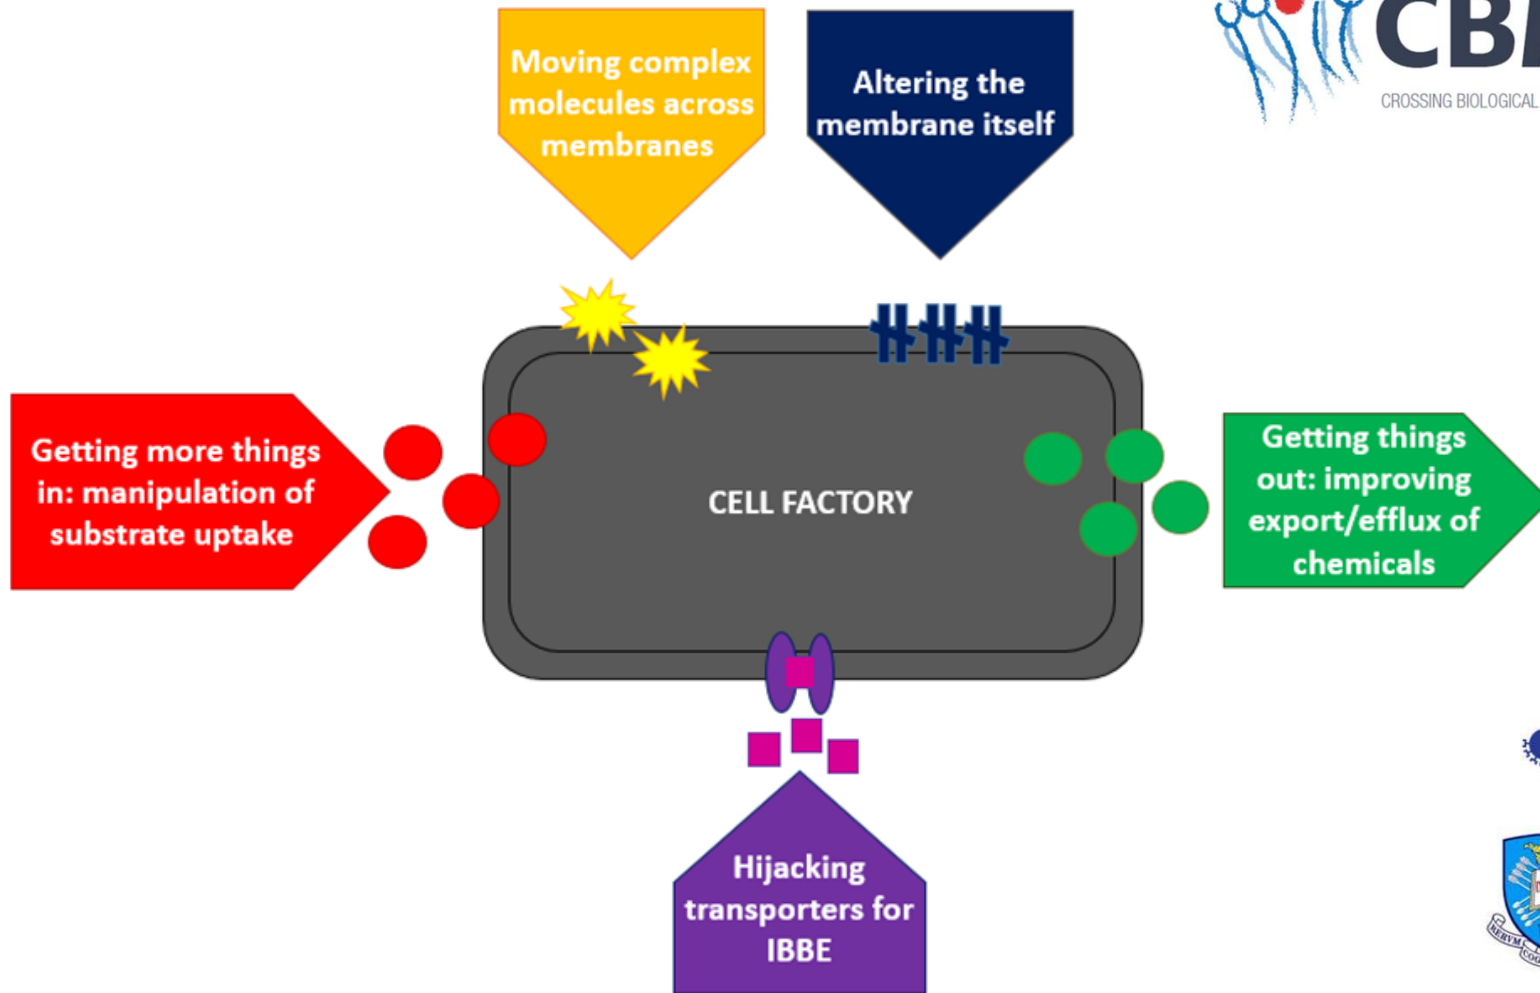 Moving complex
molecules across
membranes
Altering the
membrane itself
CROSSING BIOLOGICAL
Getting more things
in: manipulation of
substrate uptake
CELL FACTORY
Getting things
out: improving
export/efflux of
chemicals
Hijacking
transporters for
IBBE